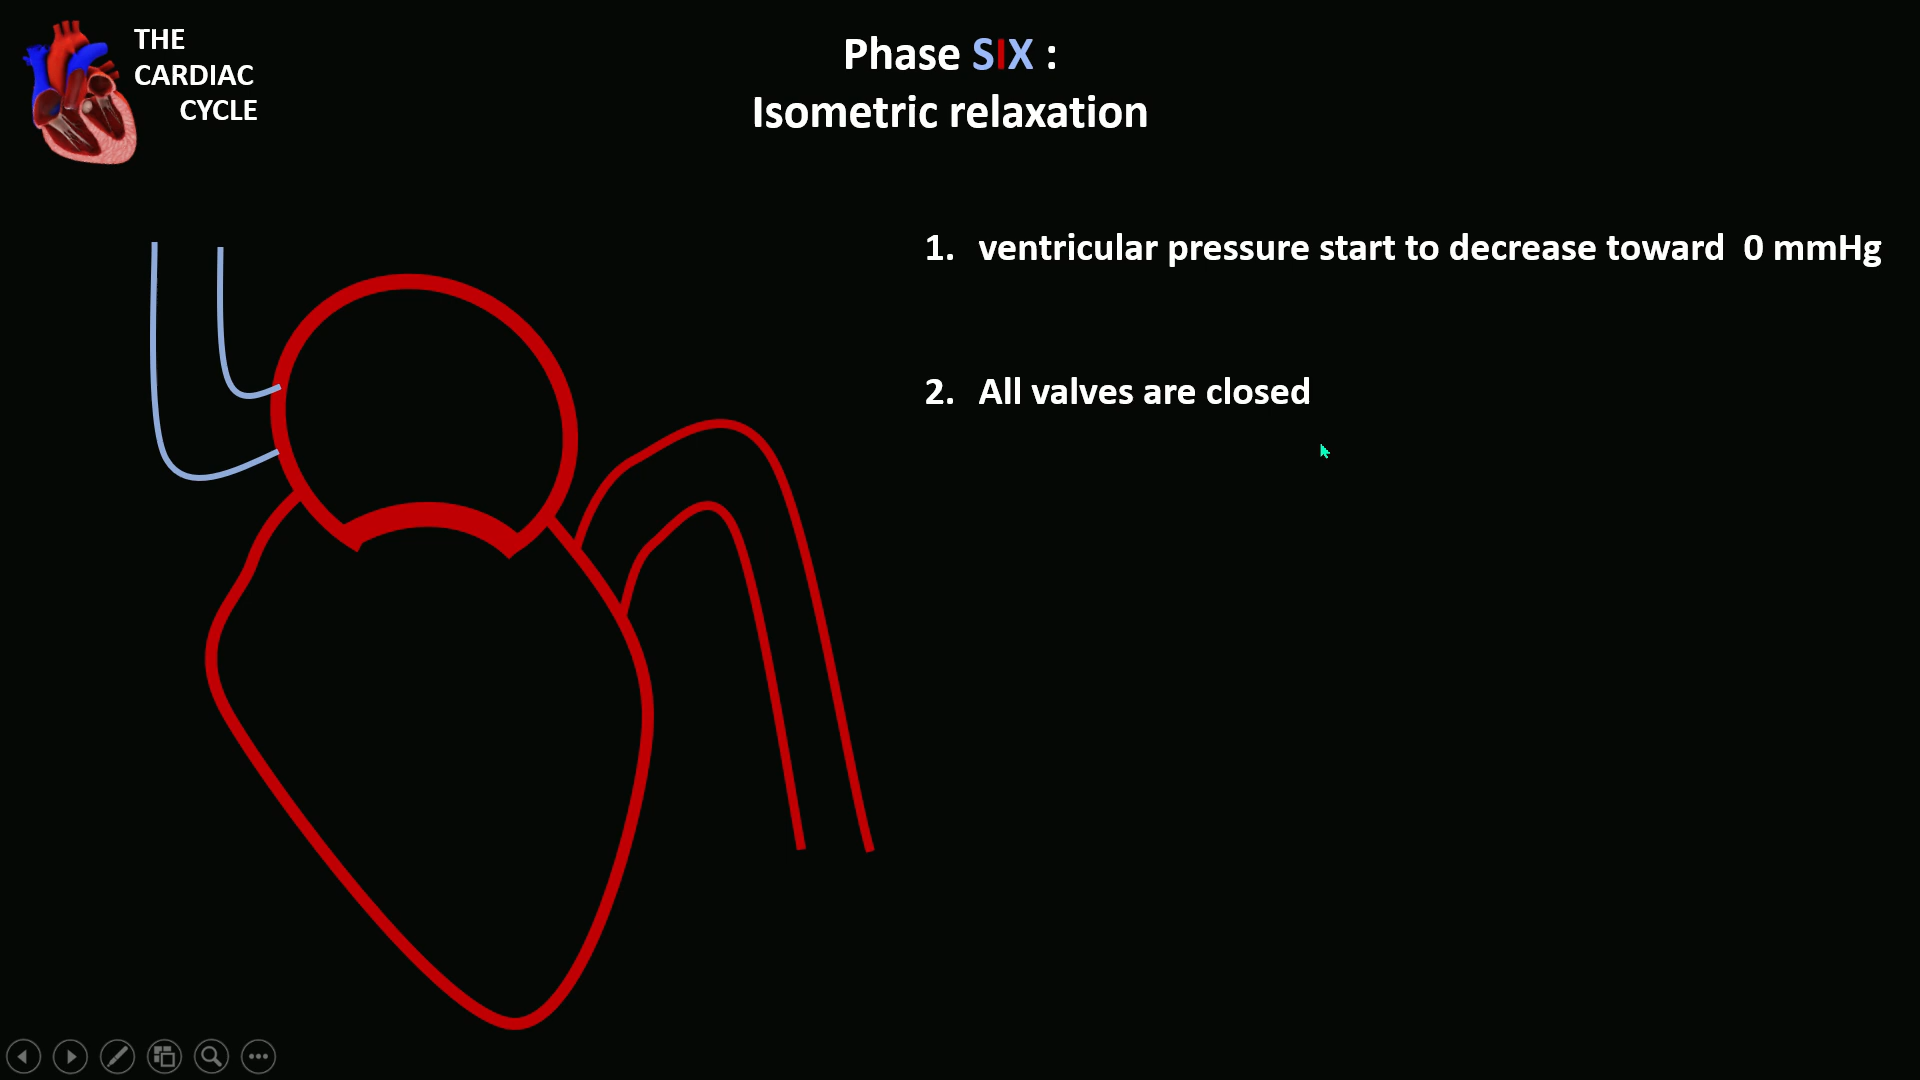 THE
CARDIAC
CYCLE
Phase SIX :
Isometric relaxation
1. ventricular pressure start to decrease toward 0 mmHg
2. All valves are closed